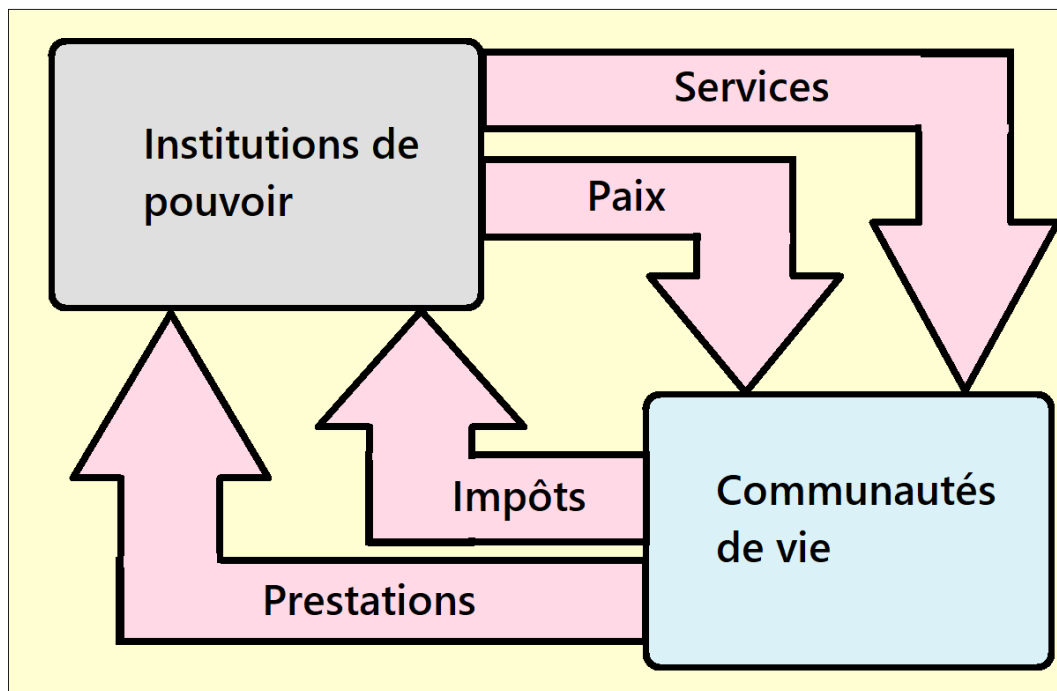 Services
Institutions de
pouvoir
Paix
Impôts
Communautés
de vie
Prestations